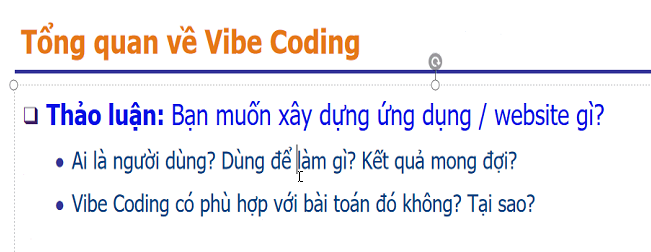 Tổng quan về Vibe Coding
Thảo luận: Bạn muốn xây dựng ứng dụng / website gì?
Ai là người dùng? Dùng để làm gì? Kết quả mong đợi?
Vibe Coding có phù hợp với bài toán đó không? Tại sao?